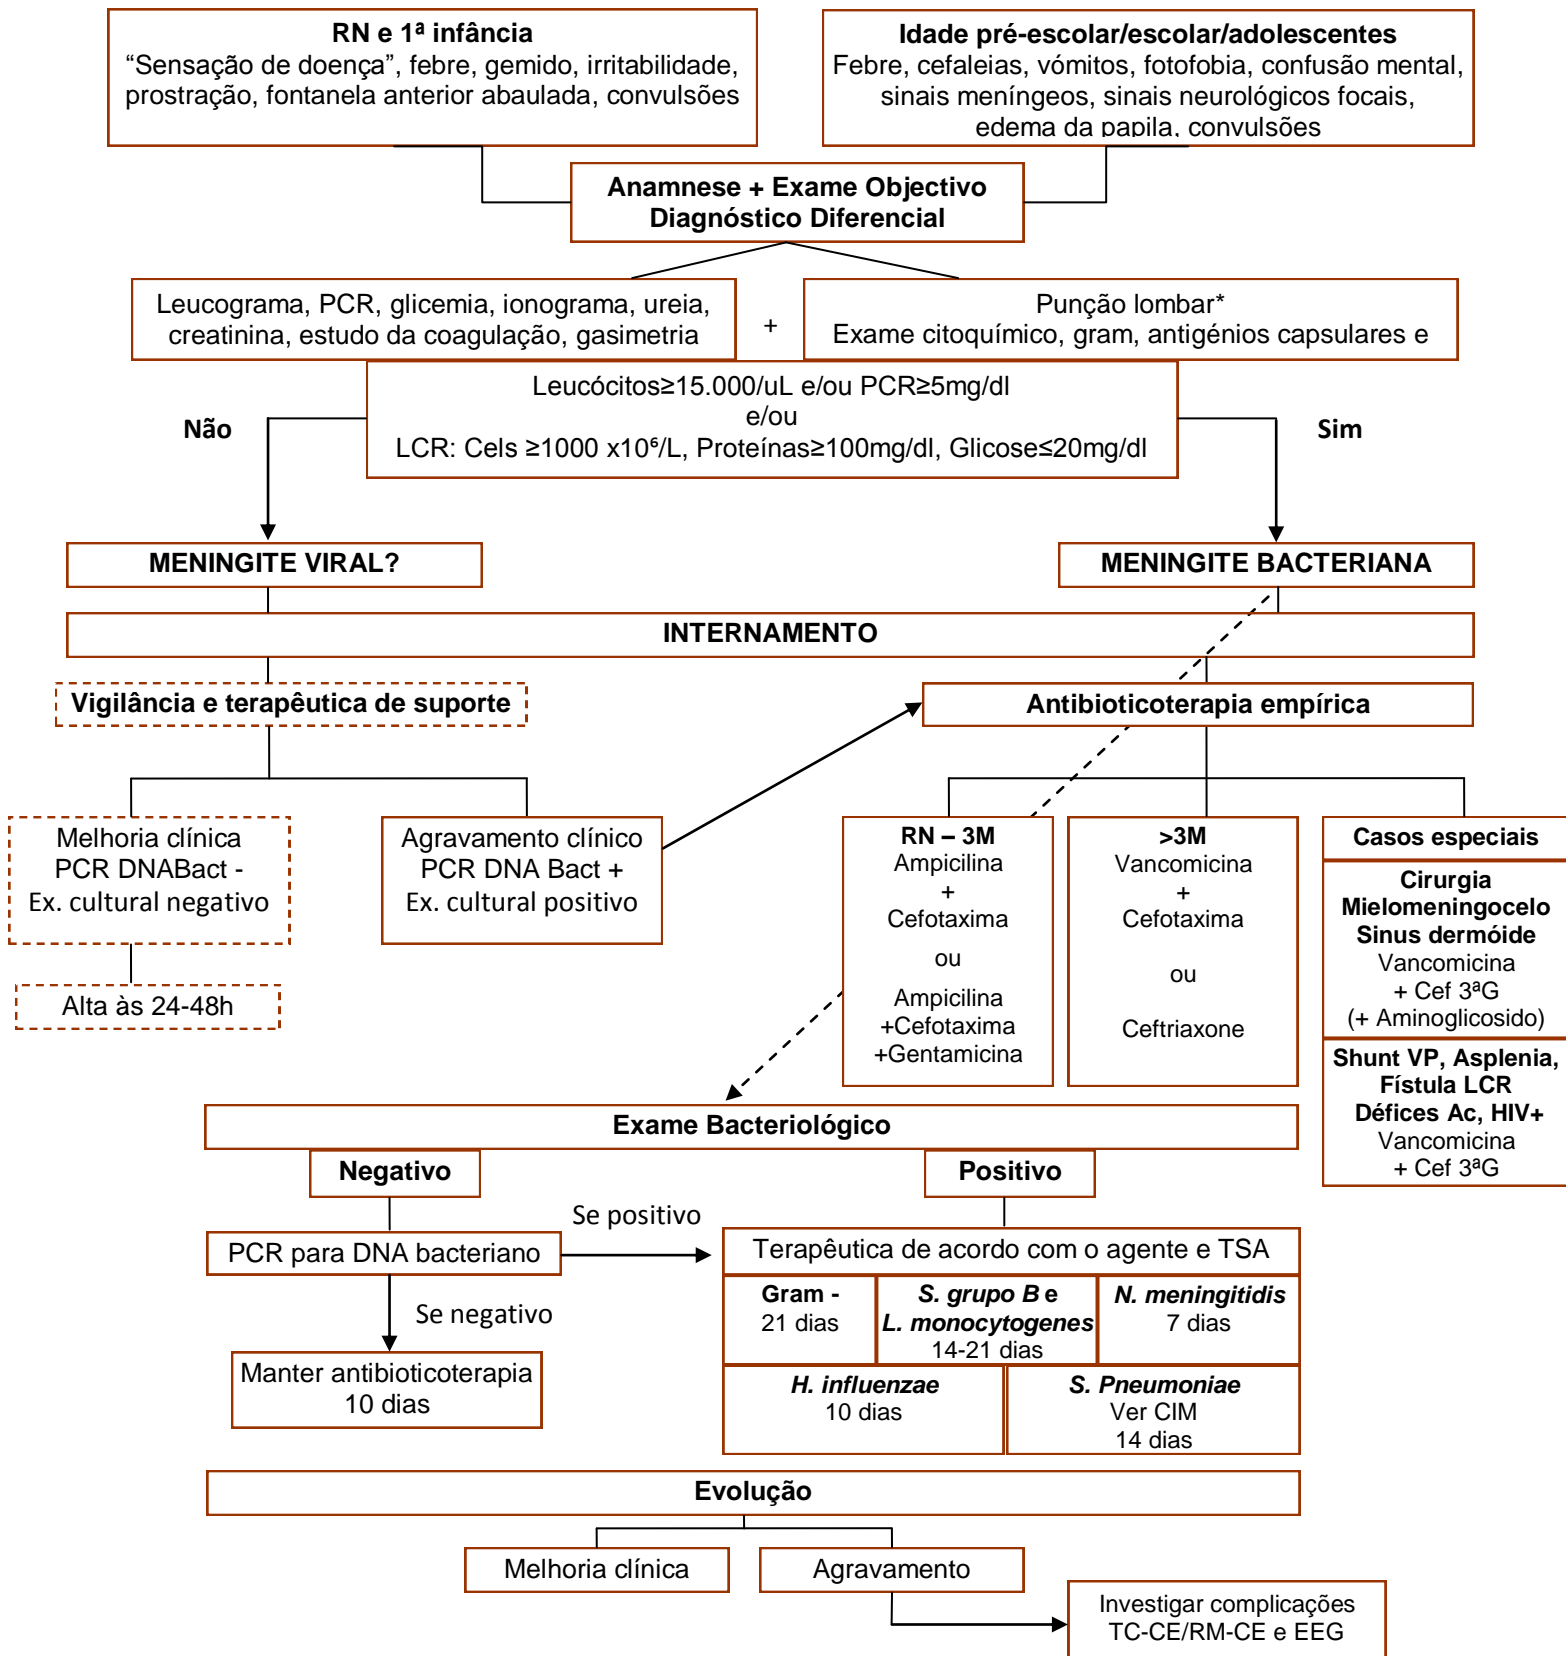 RN e 1ª infância
“Sensação de doença”, febre, gemido, irritabilidade,
prostração, fontanela anterior abaulada, convulsões
Idade pré-escolar/escolar/adolescentes
Febre, cefaleias, vómitos, fotofobia, confusão mental,
sinais meníngeos, sinais neurológicos focais,
edema da papila, convulsões
Anamnese + Exame Objectivo
Diagnóstico Diferencial
Leucograma, PCR, glicemia, ionograma, ureia,
creatinina, estudo da coagulação, gasimetria
+
Punção lombar*
Exame citoquímico, gram, antigénios capsulares e
Leucócitos≥15.000/uL e/ou PCR≥5mg/dl
e/ou
LCR: Cels ≥1000 x10⁶/L, Proteínas≥100mg/dl, Glicose≤20mg/dl
Não
Sim
MENINGITE VIRAL?
MENINGITE BACTERIANA
INTERNAMENTO
Vigilância e terapêutica de suporte
Antibioticoterapia empírica
Melhoria clínica
PCR DNABact -
Ex. cultural negativo
Agravamento clínico
PCR DNA Bact +
Ex. cultural positivo
Alta às 24-48h
RN – 3M
Ampicilina
+
Cefotaxima
ou
Ampicilina
+Cefotaxima
+Gentamicina
>3M
Vancomicina
+
Cefotaxima
ou
Ceftriaxone
Casos especiais
Cirurgia
Mielomeningocelo
Sinus dermóide
Vancomicina
+ Cef 3ªG
(+ Aminoglicosido)
Shunt VP, Asplenia,
Fístula LCR
Défices Ac, HIV+
Vancomicina
+ Cef 3ªG
Exame Bacteriológico
Negativo
Positivo
PCR para DNA bacteriano
Se positivo
Se negativo
Manter antibioticoterapia
10 dias
Terapêutica de acordo com o agente e TSA
Gram -
21 dias
S. grupo B e
L. monocytogenes
14-21 dias
N. meningitidis
7 dias
H. influenzae
10 dias
S. Pneumoniae
Ver CIM
14 dias
Evolução
Melhoria clínica
Agravamento
Investigar complicações
TC-CE/RM-CE e EEG